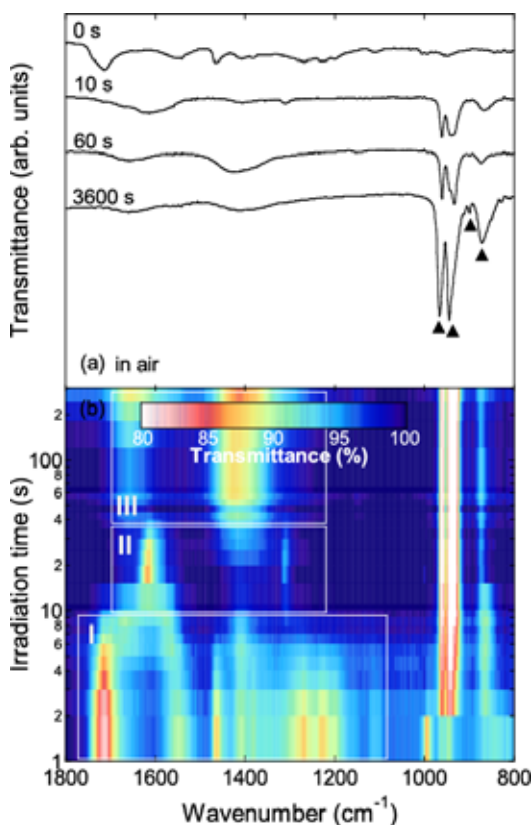 0 s
10 s
60 s
3600 s
Transmittance (arb. units)
(a) in air
(b)
80 85 90 95 100
Transmittance (%)
III
II
I
2
100
8
6
4
2
10
8
6
4
2
1
Irradiation time (s)
1800 1600 1400 1200 1000 800
Wavenumber (cm⁻¹)